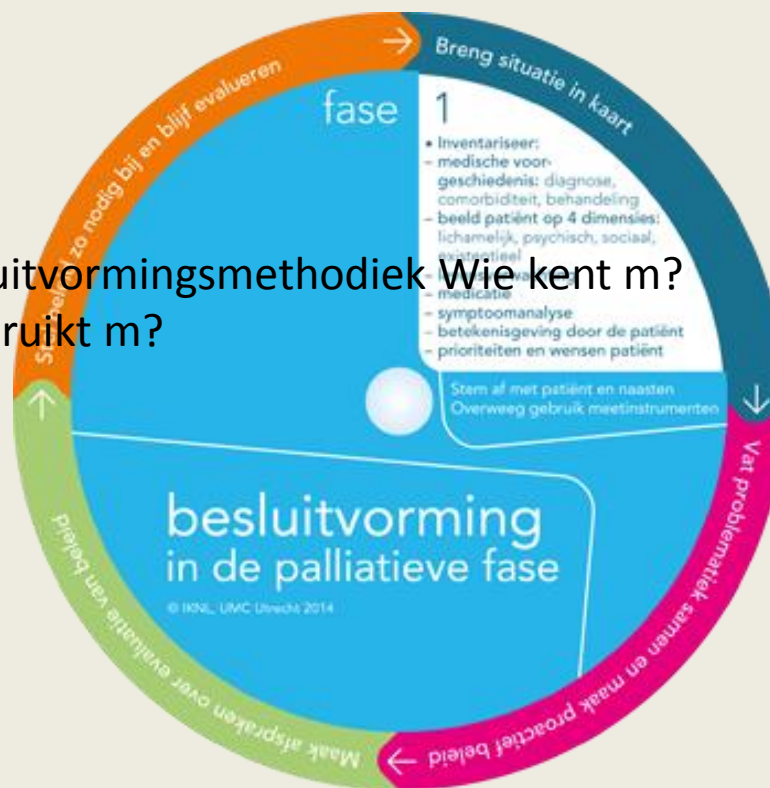 Breng situatie in kaart
fase 1
• Inventariseer:
– medische voor-
geschiedenis: diagnose,
comorbiditeit, behandeling
– beeld patiënt op 4 dimensies:
lichamelijk, psychisch, sociaal,
existentieel
– medicatie
– symptoomanalyse
– betekenisgeving door de patiënt
– prioriteiten en wensen patiënt
Stem af met patiënt en naasten
Overweeg gebruik meetinstrumenten
uitvormingsmethodiek Wie kent m?
ruikt m?
Vat problematiek samen en maak proactief beleid
Maak afspraken over evaluatie van beleid
zo nodig bij en blijf evalueren
besluitvorming
in de palliatieve fase
© IKNL, UMC Utrecht 2014